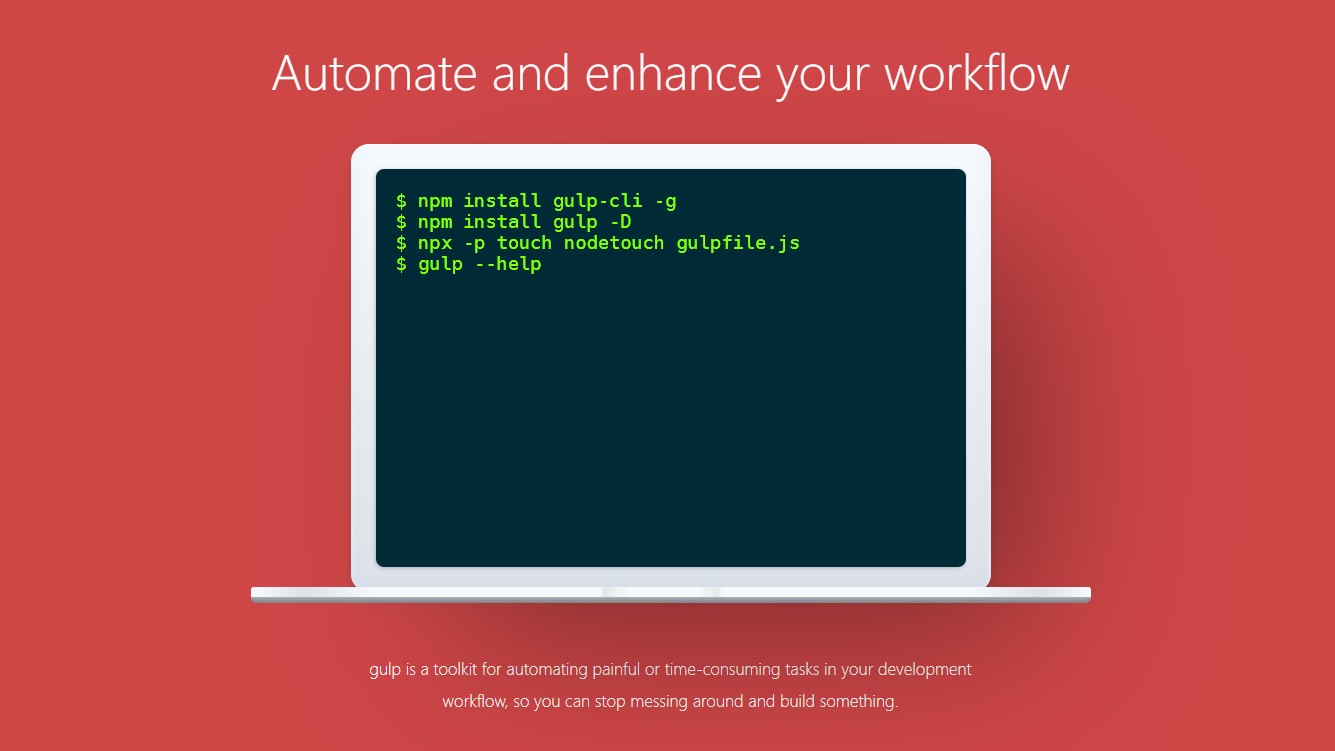 Automate and enhance your workflow
$ npm install gulp-cli -g
$ npm install gulp -D
$ npx -p touch nodetouch gulpfile.js
$ gulp --help
gulp is a toolkit for automating painful or time-consuming tasks in your development
workflow, so you can stop messing around and build something.